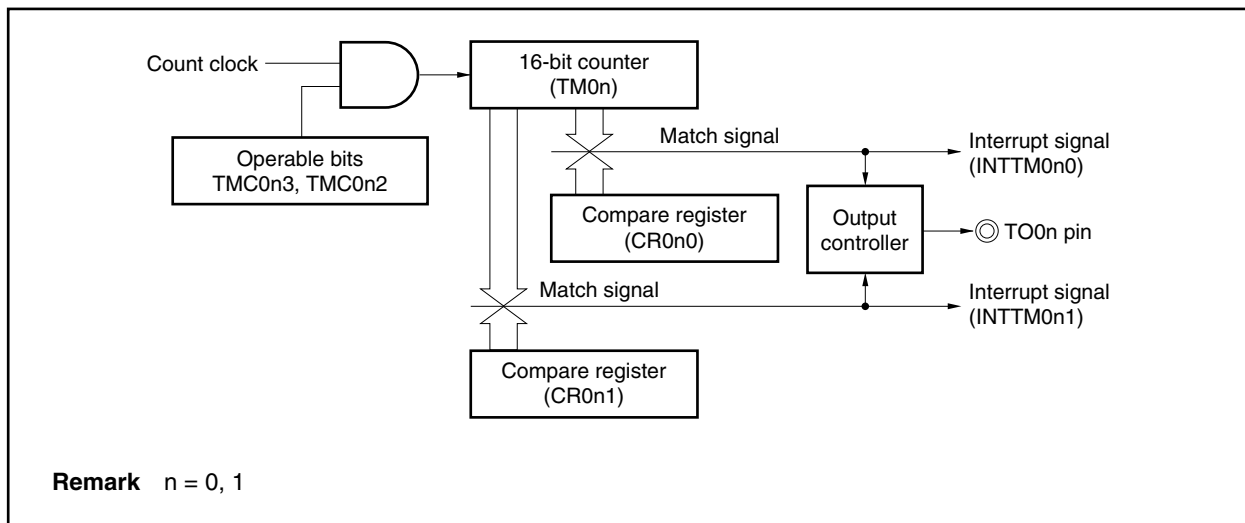 Count clock
16-bit counter
(TM0n)
Operable bits
TMC0n3, TMC0n2
Match signal
Interrupt signal
(INTTM0n0)
Compare register
(CR0n0)
Output
controller
TO0n pin
Match signal
Interrupt signal
(INTTM0n1)
Compare register
(CR0n1)
Remark n = 0, 1